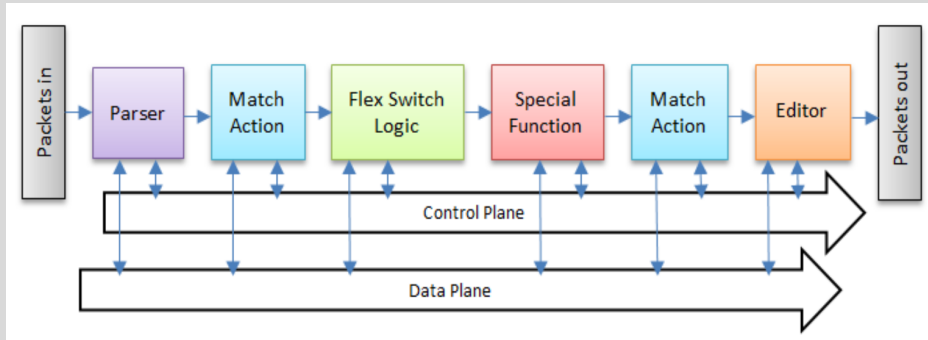 Packets in
Parser
Match
Action
Flex Switch
Logic
Special
Function
Match
Action
Editor
Packets out
Control Plane
Data Plane